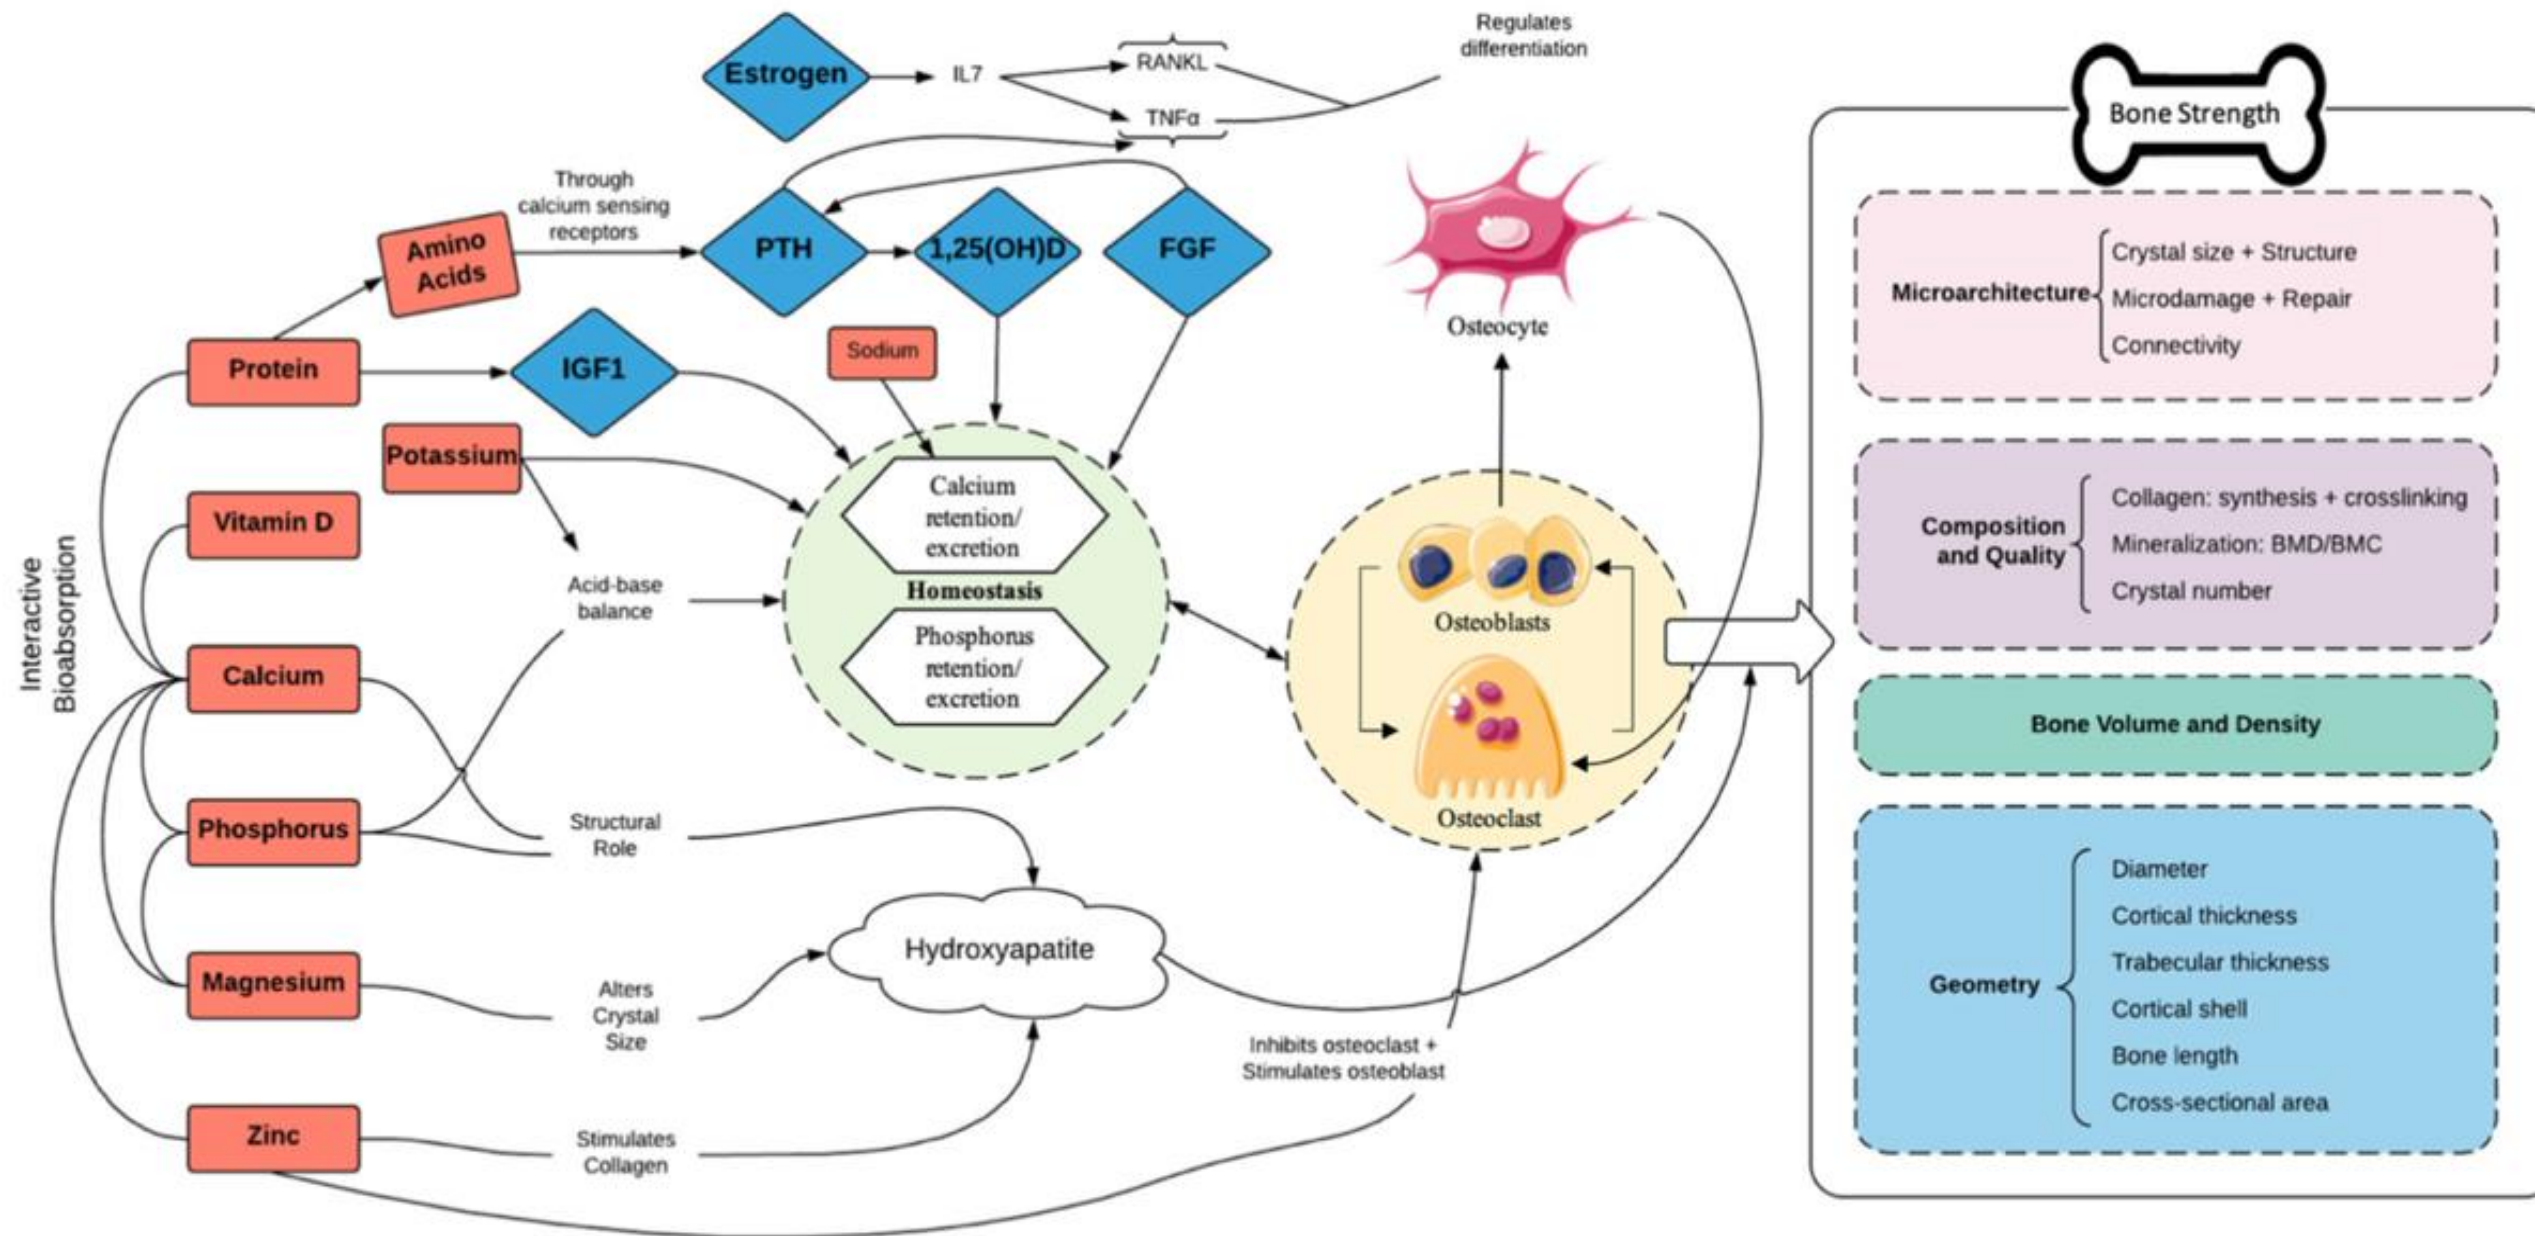 Regulates
differentiation
Estrogen
IL7
RANKL
TNFα
Bone Strength
Through
calcium sensing
receptors
Amino
Acids
PTH
1,25(OH)D
FGF
Protein
IGF1
Sodium
Osteocyte
Potassium
Vitamin D
Interactive
Bioabsorption
Calcium
Phosphorus
Magnesium
Zinc
Acid-base
balance
Calcium
retention/
excretion
Homeostasis
Phosphorus
retention/
excretion
Osteoblasts
Osteoclast
Structural
Role
Hydroxyapatite
Alters
Crystal
Size
Stimulates
Collagen
Inhibits osteoclast +
Stimulates osteoblast
Microarchitecture
Crystal size + Structure
Microdamage + Repair
Connectivity
Composition
and Quality
Collagen: synthesis + crosslinking
Mineralization: BMD/BMC
Crystal number
Bone Volume and Density
Geometry
Diameter
Cortical thickness
Trabecular thickness
Cortical shell
Bone length
Cross-sectional area